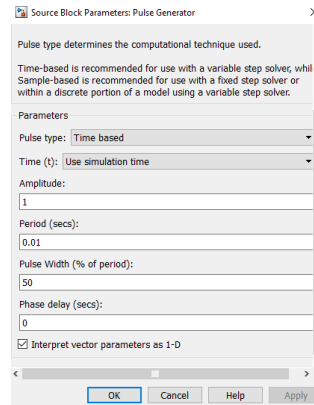 Source Block Parameters: Pulse Generator
Pulse type determines the computational technique used.
Time-based is recommended for use with a variable step solver, whil
Sample-based is recommended for use with a fixed step solver or
within a discrete portion of a model using a variable step solver.
Parameters
Pulse type: Time based
Time (t): Use simulation time
Amplitude:
1
Period (secs):
0.01
Pulse Width (% of period):
50
Phase delay (secs):
0
Interpret vector parameters as 1-D
OK Cancel Help Apply